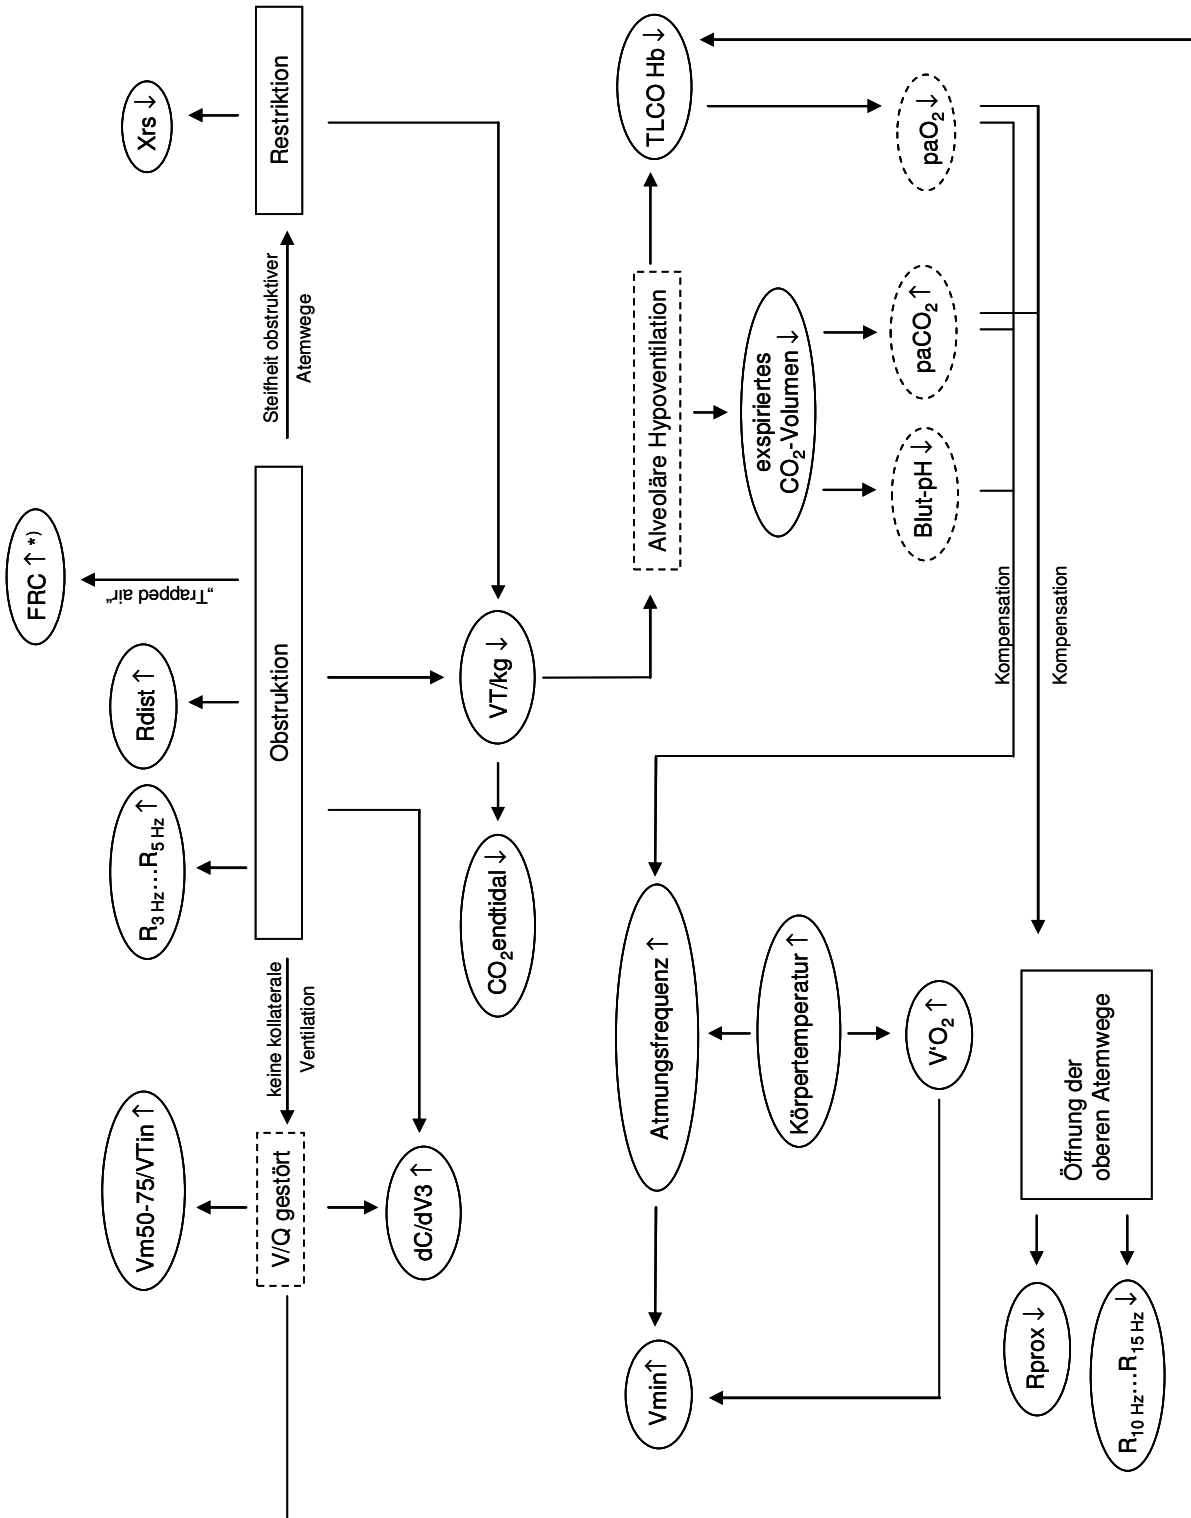 FRC ↑ *)
Vm50-75/VTin ↑
R₃ Hz…R₅ Hz ↑
Rdist ↑
Xrs ↓
„Trapped air“
V/Q gestört
keine kollaterale
Ventilation
Obstruktion
Steifheit obstruktiver
Atemwege
Restriktion
dC/dV3 ↑
CO₂endtidal ↓
VT/kg ↓
Vmin↑
Atmungsfrequenz ↑
Alveoläre Hypoventilation
TLCO Hb ↓
Körpertemperatur ↑
exspiriertes
CO₂-Volumen ↓
V‘O₂ ↑
Blut-pH ↓
paCO₂ ↑
paO₂ ↓
Kompensation
Kompensation
Rprox ↓
Öffnung der
oberen Atemwege
R₁₀ Hz…R₁₅ Hz ↓